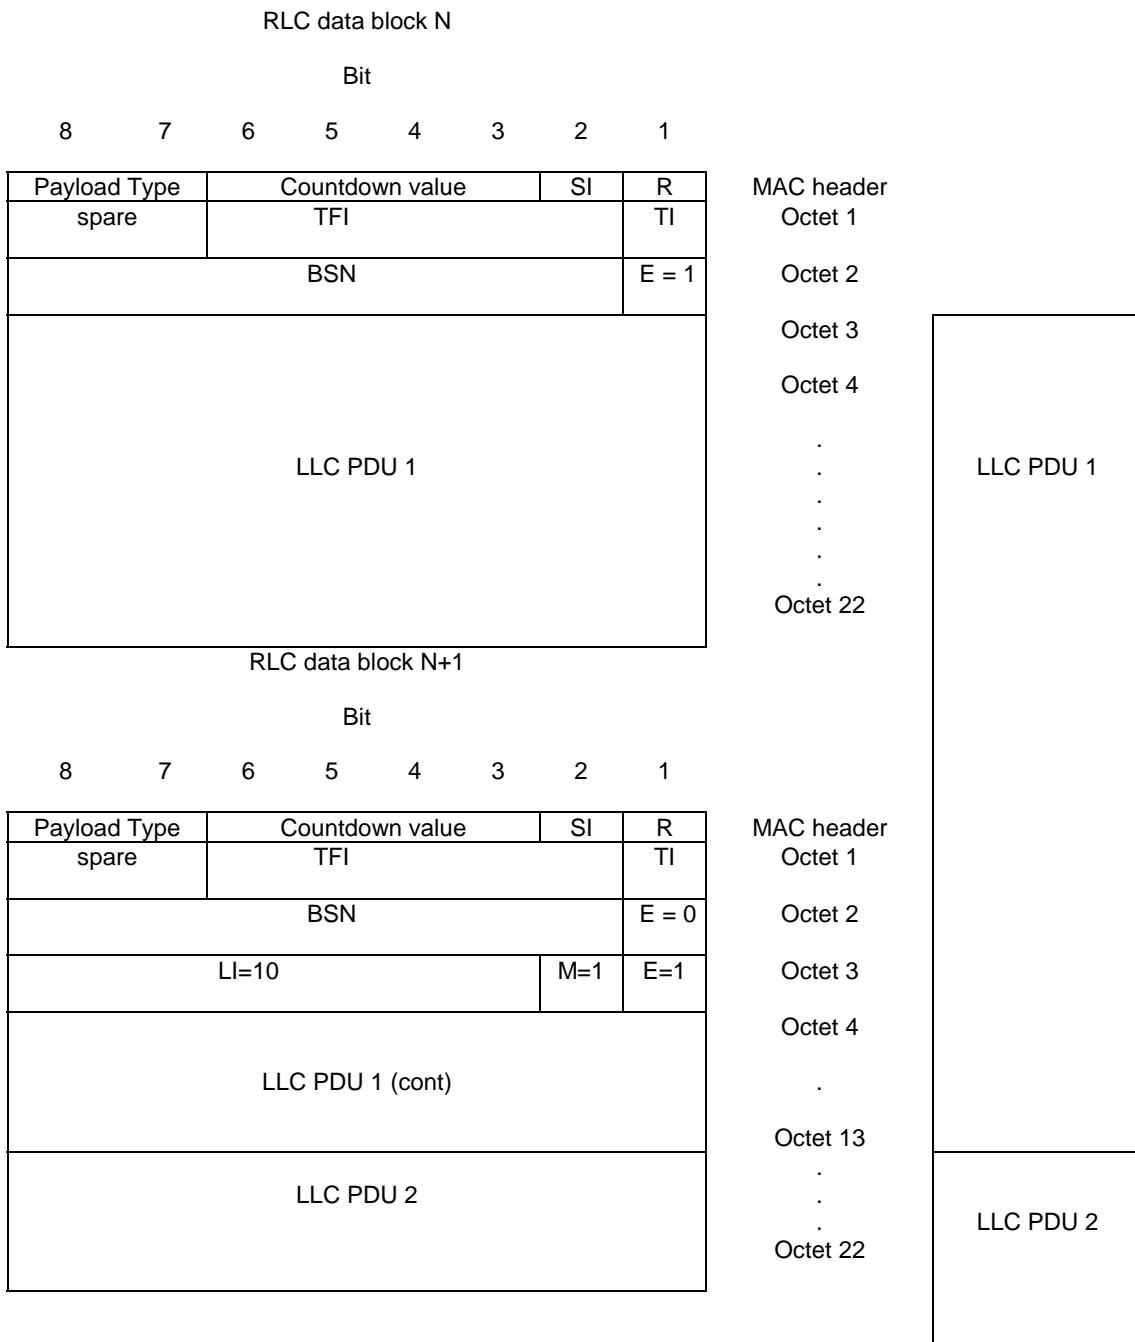 RLC data block N
Bit
8 7 6 5 4 3 2 1
Payload Type Countdown value SI R MAC header
spare TFI TI Octet 1
BSN E = 1 Octet 2
Octet 3
Octet 4
.
LLC PDU 1 . LLC PDU 1
.
.
.
.
Octet 22
RLC data block N+1
Bit
8 7 6 5 4 3 2 1
Payload Type Countdown value SI R MAC header
spare TFI TI Octet 1
BSN E = 0 Octet 2
LI=10 M=1 E=1 Octet 3
Octet 4
LLC PDU 1 (cont) .
Octet 13
.
LLC PDU 2 .
. LLC PDU 2
Octet 22